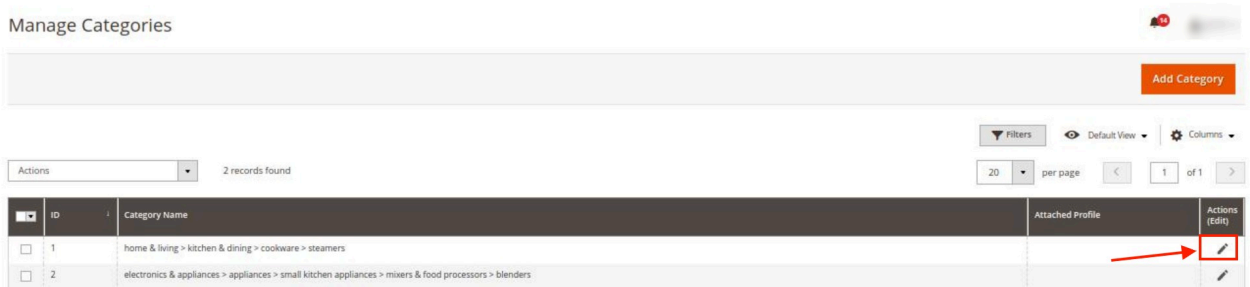 Manage Categories
14
Add Category
Filters
Default View
Columns
Actions
2 records found
20
per page
1
of 1
ID
Category Name
Attached Profile
Actions
(Edit)
1
home & living > kitchen & dining > cookware > steamers
2
electronics & appliances > appliances > small kitchen appliances > mixers & food processors > blenders